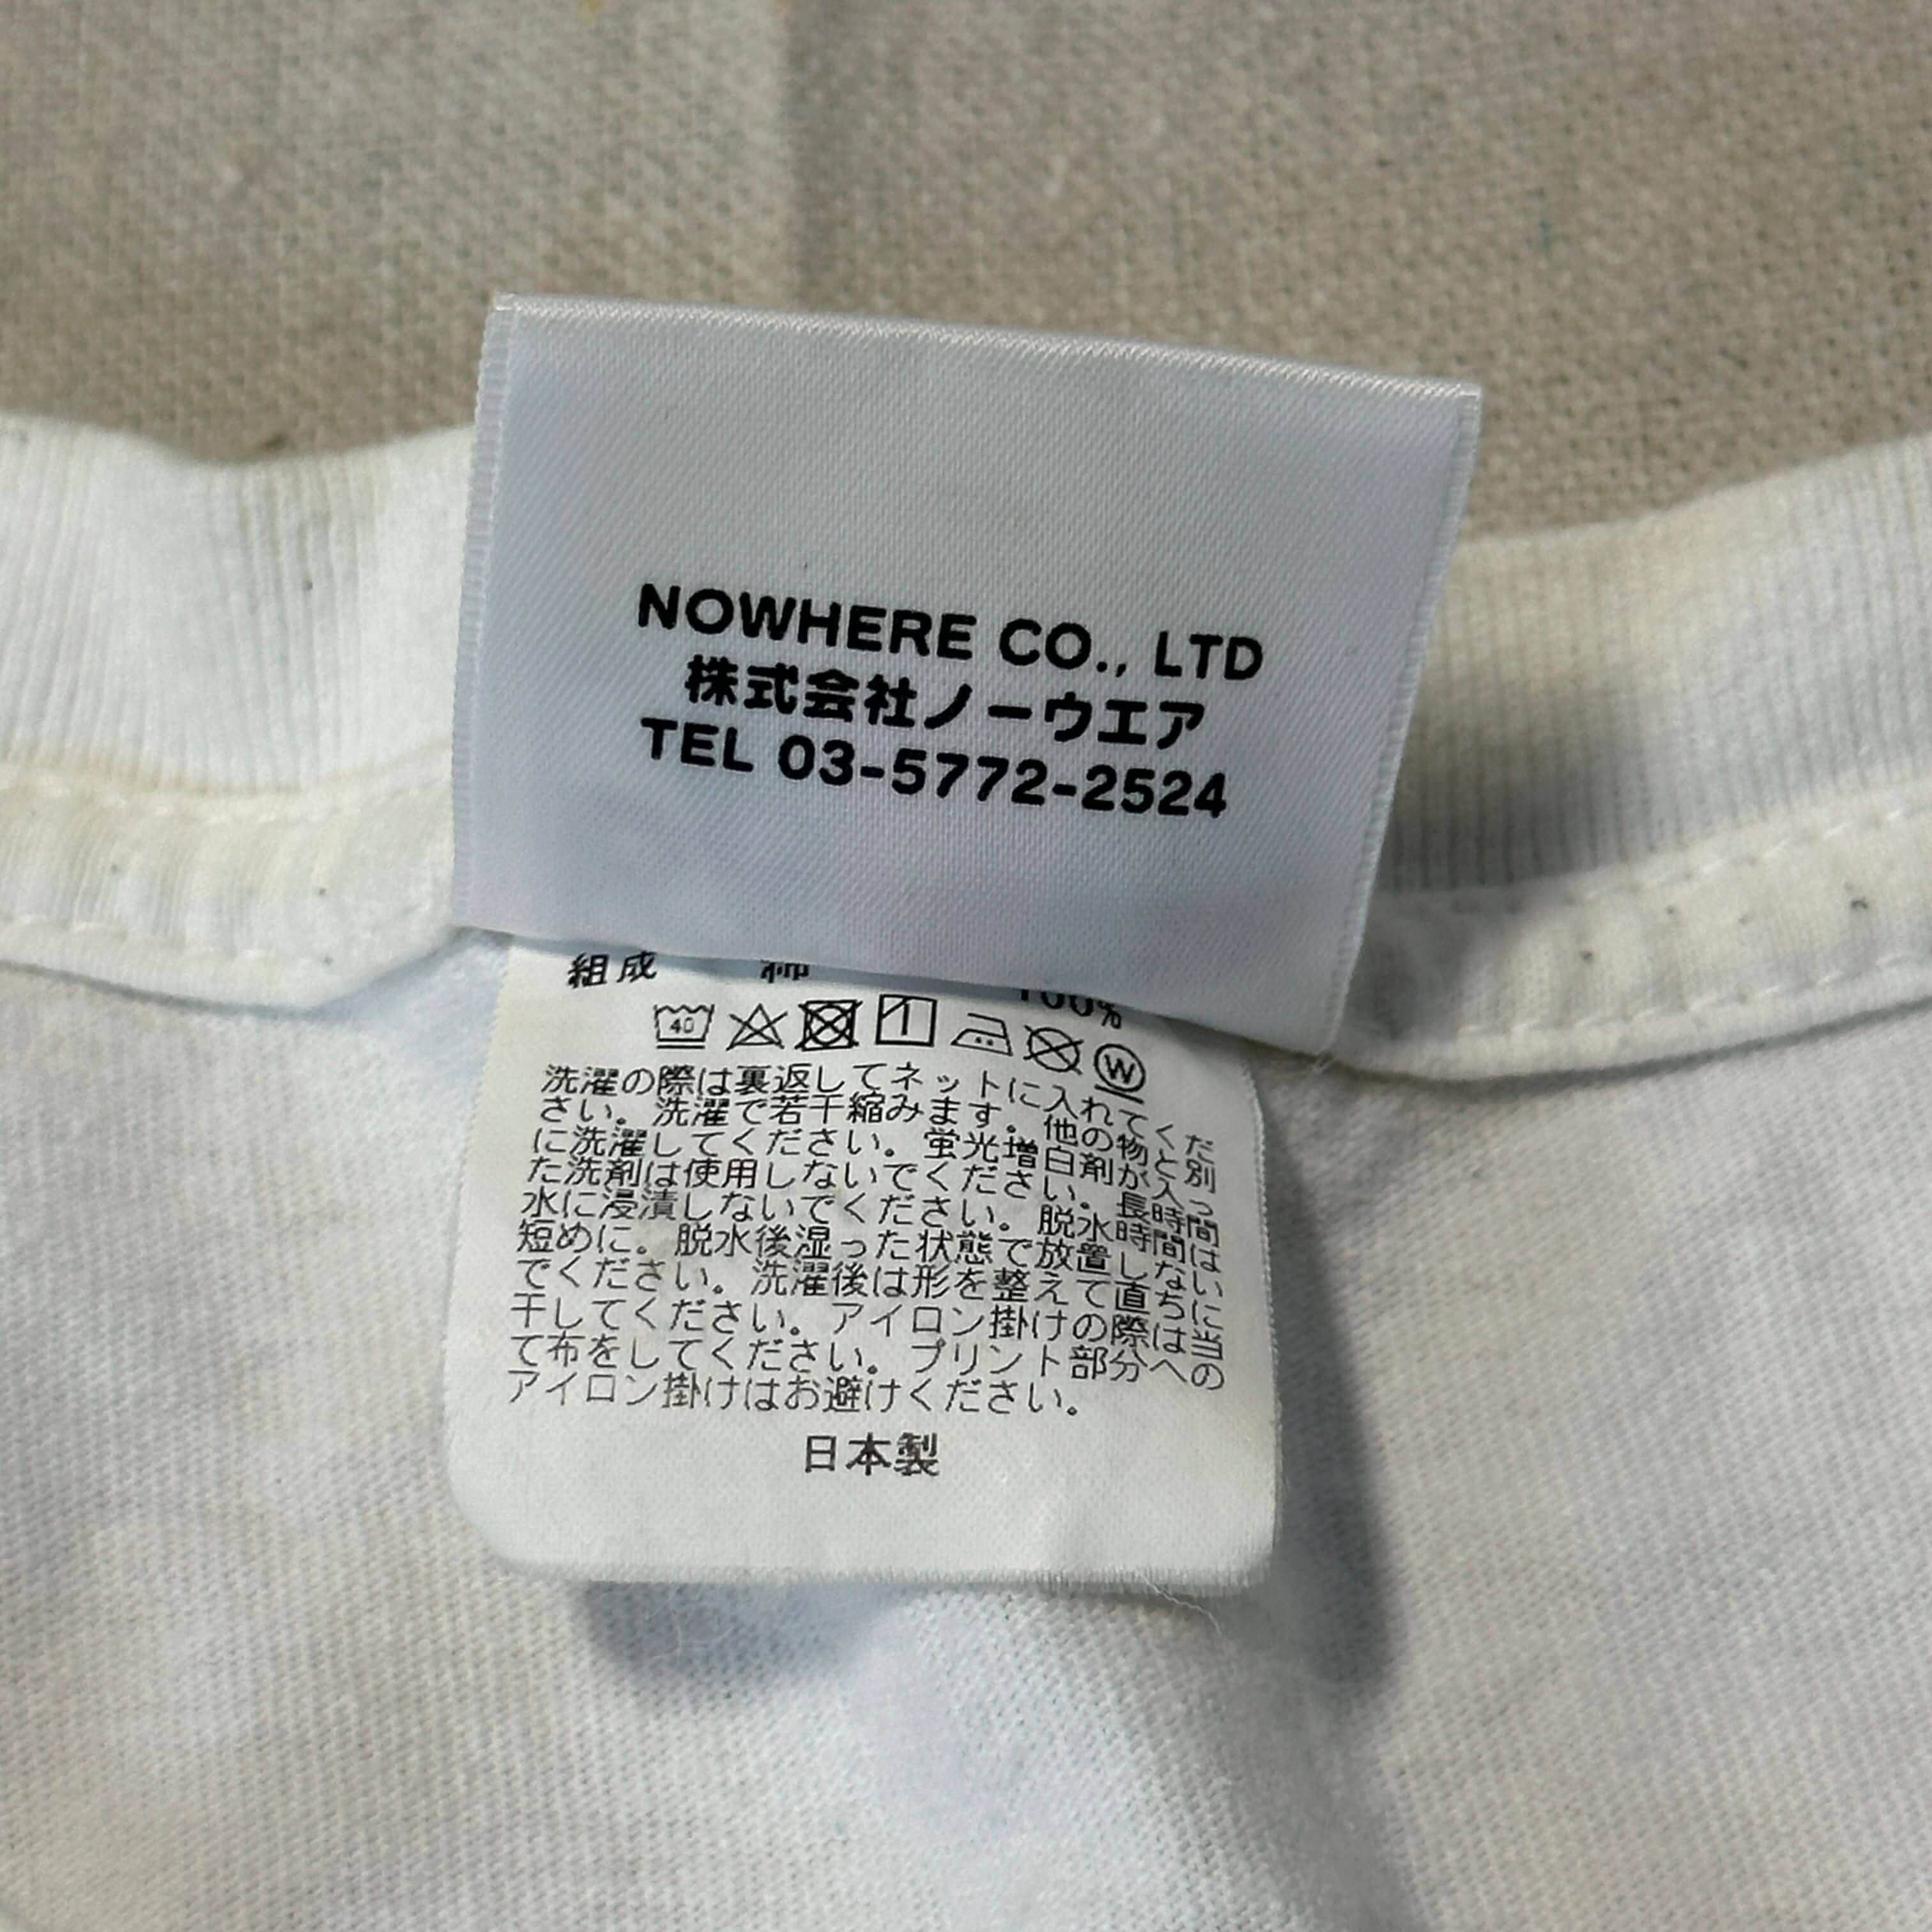 NOWHERE CO., LTD
株式会社ノーウエア
TEL 03-5772-2524
組成 綿 100%
40 W
洗濯の際は裏返してネットに入れてくだ
さい。洗濯で若干縮みます。他の物と別
に洗濯してください。蛍光増白剤が入っ
た洗剤は使用しないでください。長時間
水に浸漬しないでください。脱水時間は
短めに。脱水後湿った状態で放置しない
でください。洗濯後は形を整えて直ちに
干してください。アイロン掛けの際は当
て布をしてください。プリント部分への
アイロン掛けはお避けください。
日本製